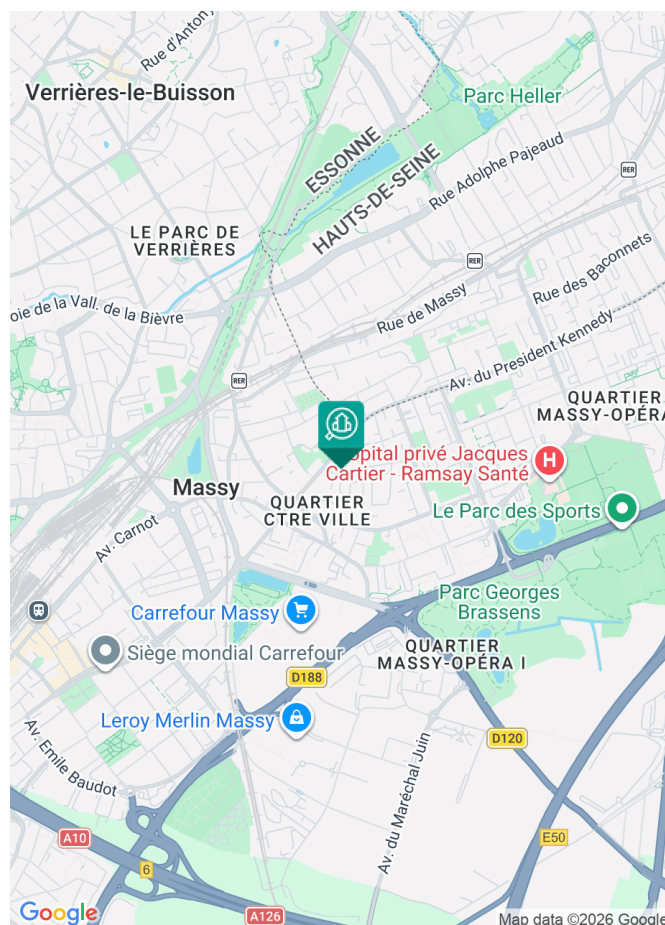 Rue d'Antony
Verrières-le-Buisson
Parc Heller
ESSONNE
HAUTS-DE-SEINE
Rue Adolphe Pajeaud
RER
LE PARC DE
VERRIÈRES
RER
Rue des Baconnets
oie de la Vall. de la Bièvre
Rue de Massy
Av. du President Kennedy
RER
QUARTIER
MASSY-OPÉRA
pital privé Jacques
Cartier - Ramsay Santé
H
Massy
QUARTIER
CTRE VILLE
Le Parc des Sports
Av. Carnot
Parc Georges
Brassens
Carrefour Massy
QUARTIER
MASSY-OPÉRA I
Siège mondial Carrefour
D188
Leroy Merlin Massy
D120
Av. Emile Baudot
Av. du Maréchal Juin
A10
E50
6
A126
Google
Map data ©2026 Google